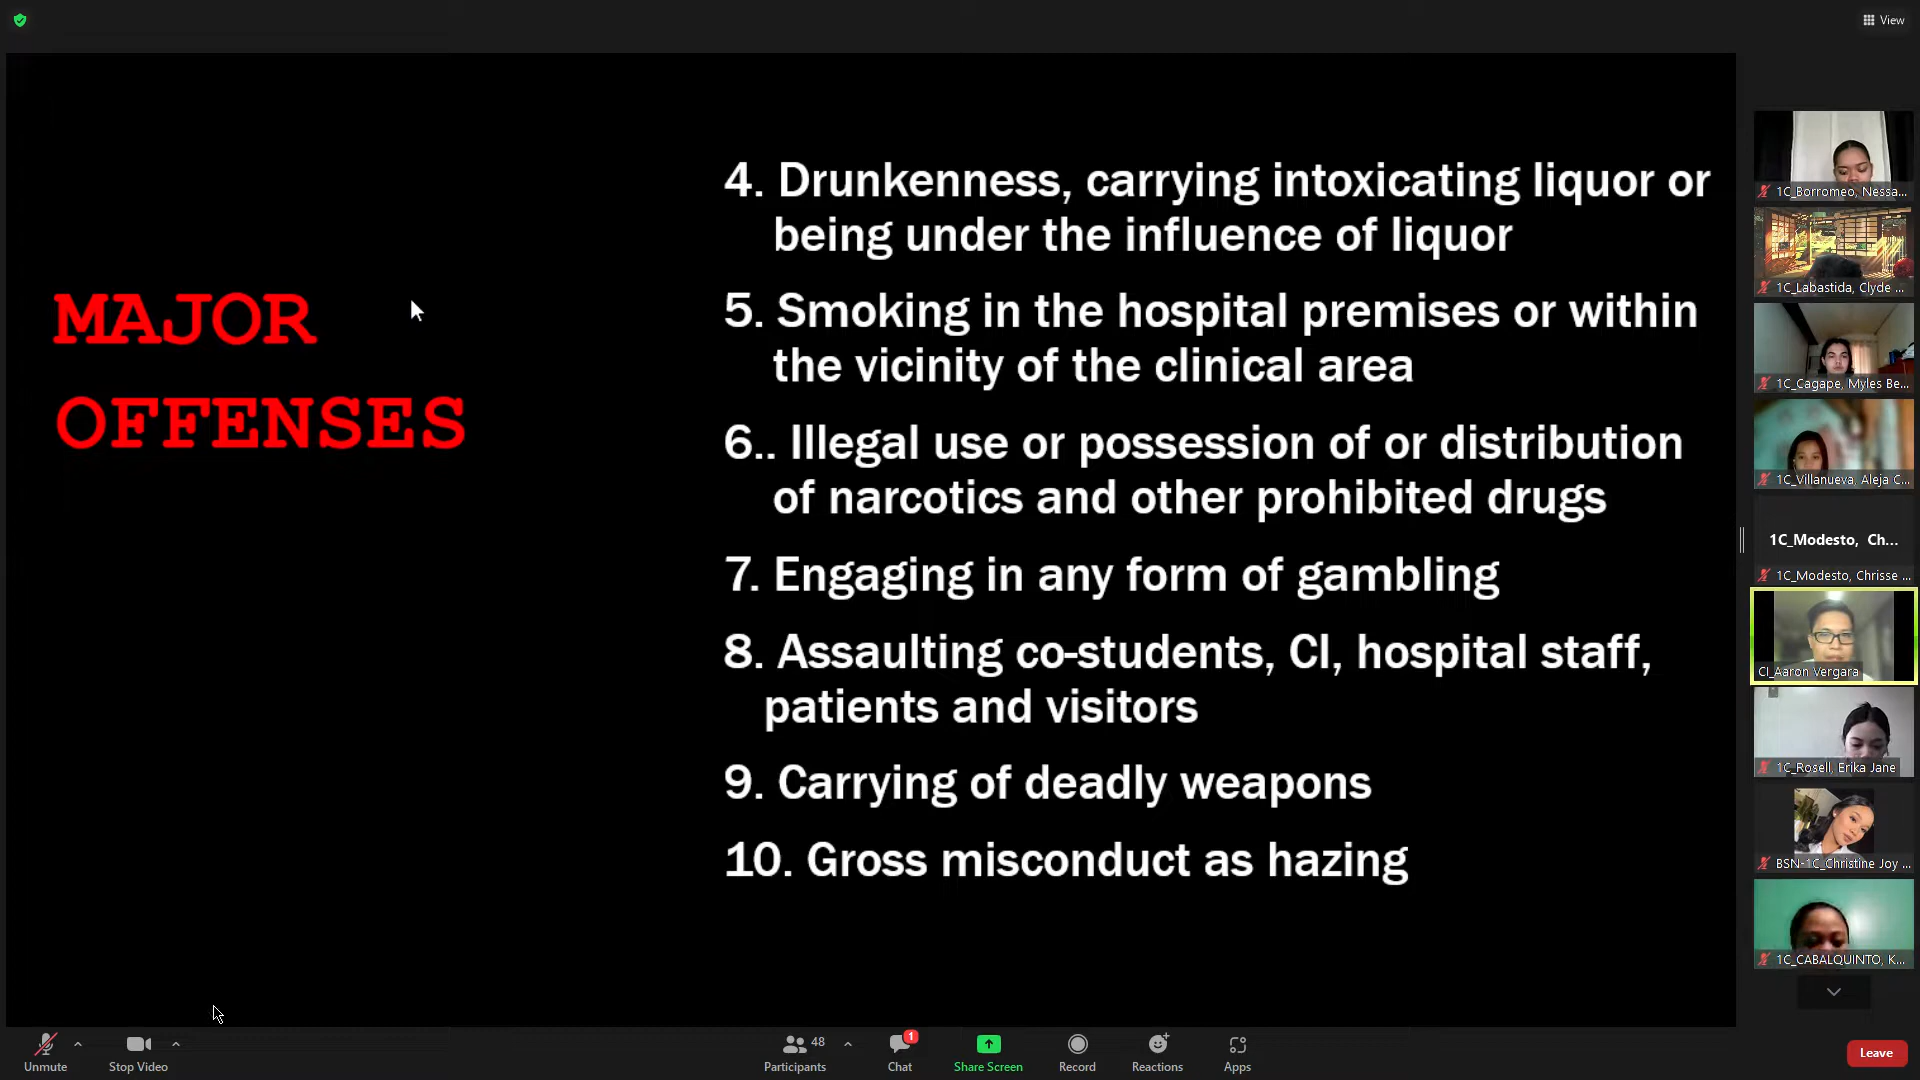 View
MAJOR
OFFENSES
4. Drunkenness, carrying intoxicating liquor or
being under the influence of liquor
5. Smoking in the hospital premises or within
the vicinity of the clinical area
6.. Illegal use or possession of or distribution
of narcotics and other prohibited drugs
7. Engaging in any form of gambling
8. Assaulting co-students, CI, hospital staff,
patients and visitors
9. Carrying of deadly weapons
10. Gross misconduct as hazing
1C_Borromeo, Nessa...
1C_Labastida, Clyde ...
1C_Cagape, Myles Be...
1C_Villanueva, Aleja C...
1C_Modesto, Ch...
1C_Modesto, Chrisse ...
CI_Aaron Vergara
1C_Rosell, Erika Jane
BSN-1C_Christine Joy ...
1C_CABALQUINTO, K...
Unmute
Stop Video
48
Participants
1
Chat
Share Screen
Record
Reactions
Apps
Leave